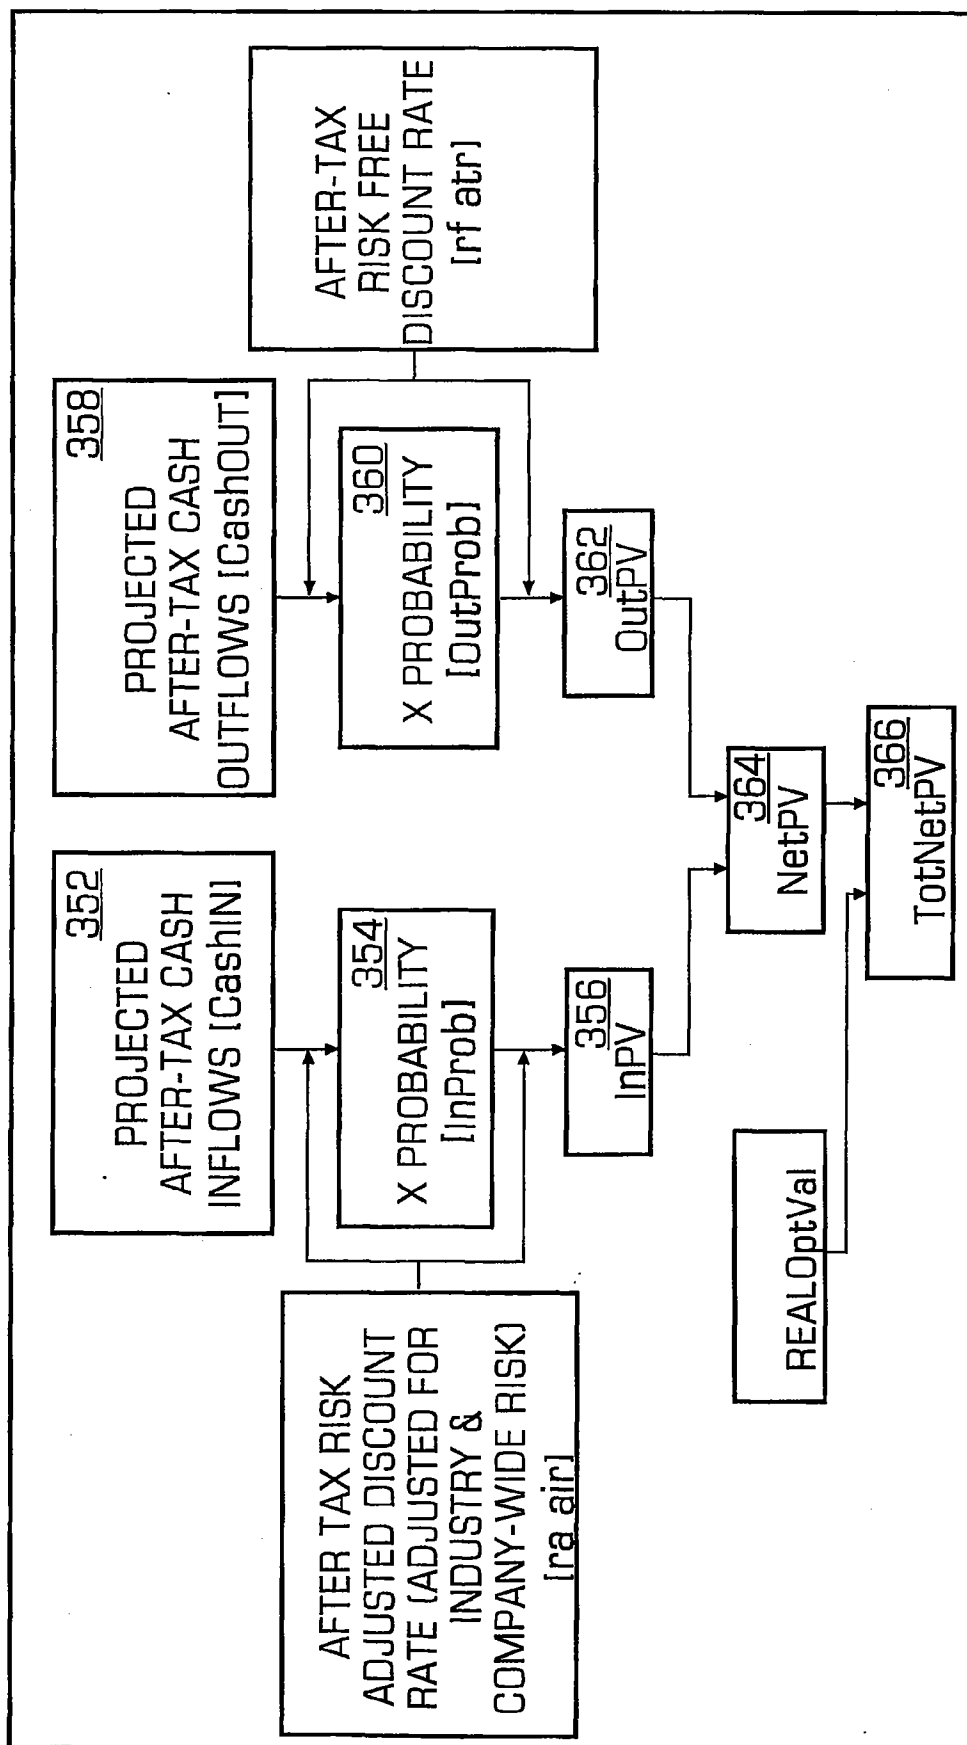 352
PROJECTED
AFTER-TAX CASH
INFLOWS [CashIN]
358
PROJECTED
AFTER-TAX CASH
OUTFLOWS [CashOUT]
AFTER TAX RISK
ADJUSTED DISCOUNT
RATE (ADJUSTED FOR
INDUSTRY &
COMPANY-WIDE RISK)
[ra air]
354
X PROBABILITY
[InProb]
360
X PROBABILITY
[OutProb]
AFTER-TAX
RISK FREE
DISCOUNT RATE
[rf atr]
356
InPV
362
OutPV
REALOptVal
364
NetPV
366
TotNetPV